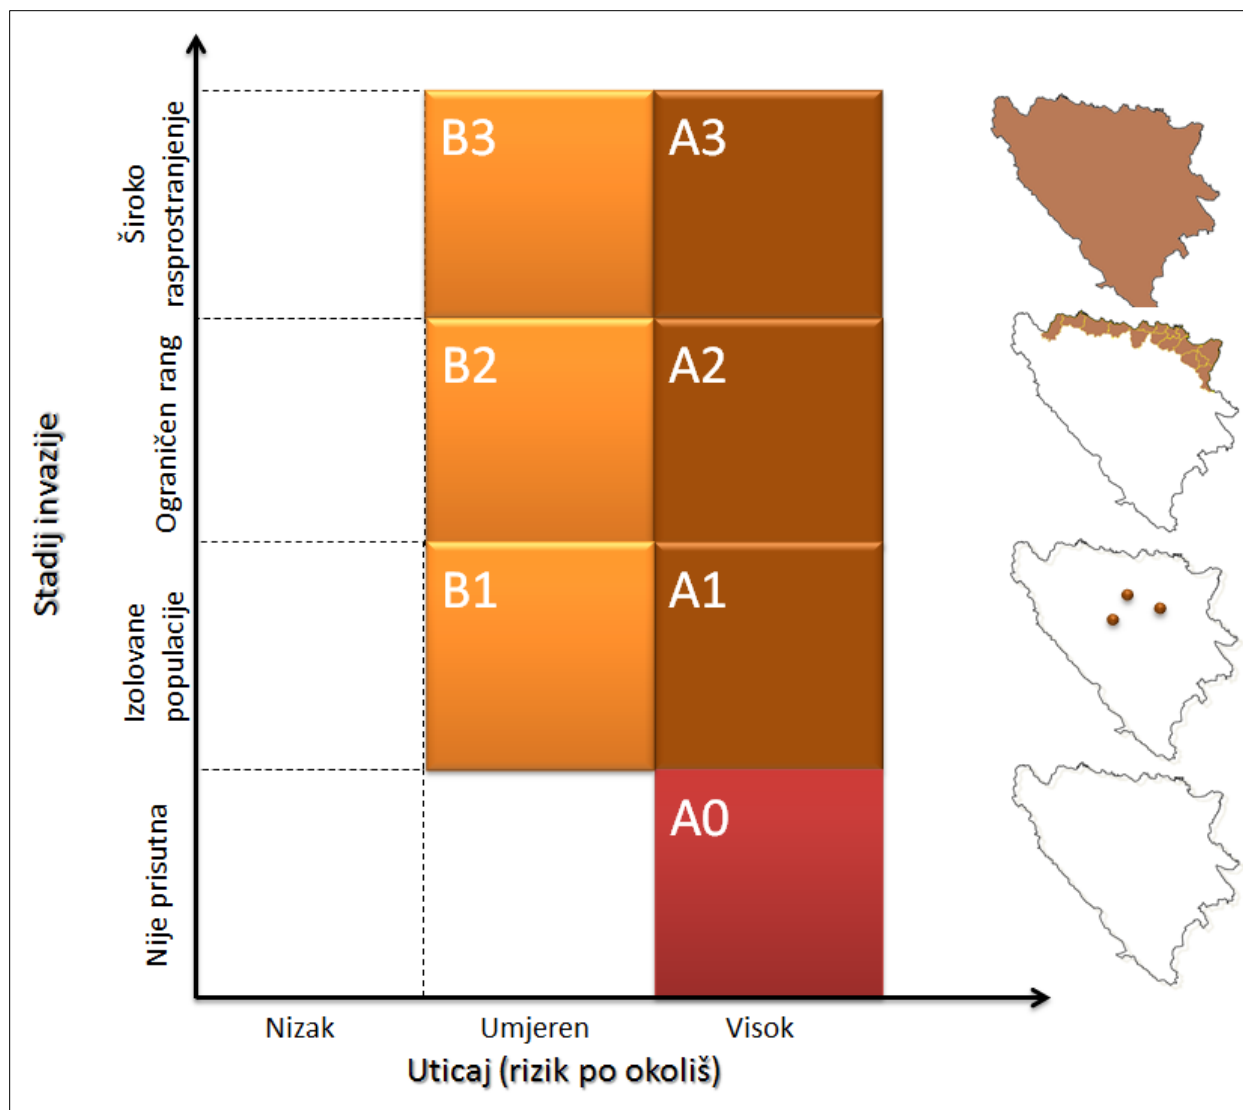 Stadij invazije
Široko
rasprostranjenje
Ograničen rang
Izolovane
populacije
Nije prisutna
B3
A3
B2
A2
B1
A1
A0
Nizak
Umjeren
Visok
Uticaj (rizik po okoliš)